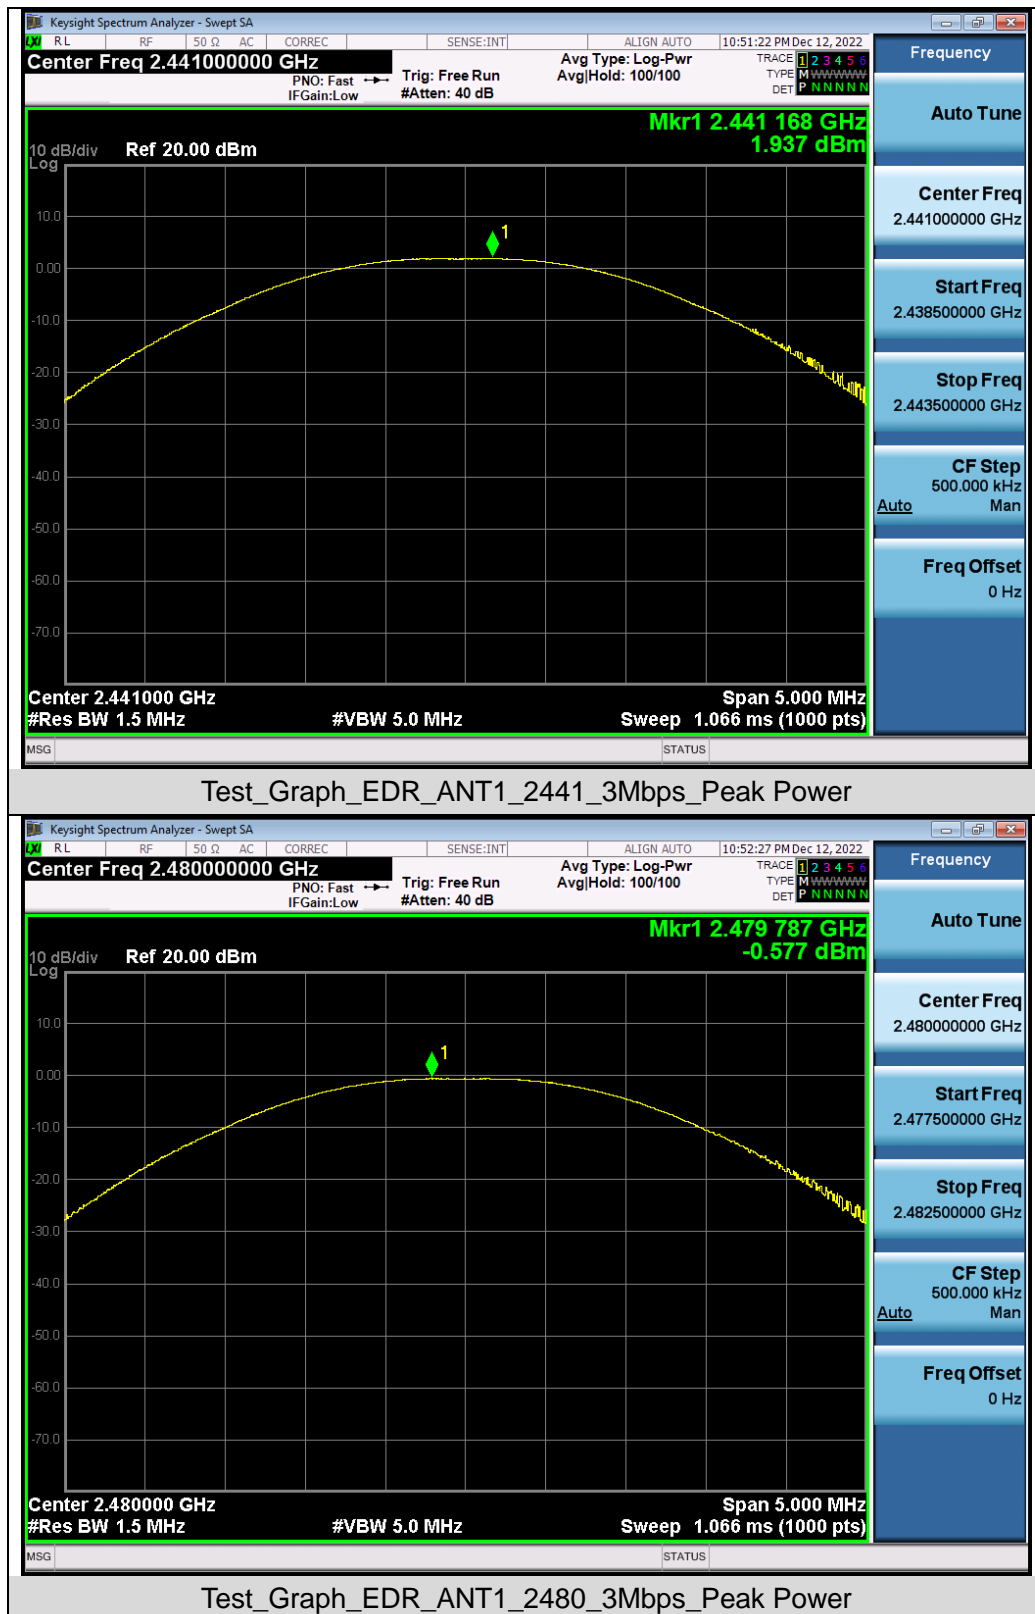 Keysight Spectrum Analyzer - Swept SA
LXI RL RF 50 Ω AC CORREC SENSE:INT ALIGN AUTO 10:51:22 PM Dec 12, 2022
Center Freq 2.441000000 GHz
PNO: Fast
IFGain:Low
Trig: Free Run
#Atten: 40 dB
Avg Type: Log-Pwr
Avg|Hold: 100/100
TRACE 1 2 3 4 5 6
TYPE M WWWWW
DET P N N N N N
Mkr1 2.441 168 GHz
1.937 dBm
10 dB/div Ref 20.00 dBm
Log
10.0
1
0.00
-10.0
-20.0
-30.0
-40.0
-50.0
-60.0
-70.0
Center 2.441000 GHz Span 5.000 MHz
#Res BW 1.5 MHz #VBW 5.0 MHz Sweep 1.066 ms (1000 pts)
MSG STATUS
Frequency
Auto Tune
Center Freq
2.441000000 GHz
Start Freq
2.438500000 GHz
Stop Freq
2.443500000 GHz
CF Step
500.000 kHz
Auto Man
Freq Offset
0 Hz
Test_Graph_EDR_ANT1_2441_3Mbps_Peak Power
Keysight Spectrum Analyzer - Swept SA
LXI RL RF 50 Ω AC CORREC SENSE:INT ALIGN AUTO 10:52:27 PM Dec 12, 2022
Center Freq 2.480000000 GHz
PNO: Fast
IFGain:Low
Trig: Free Run
#Atten: 40 dB
Avg Type: Log-Pwr
Avg|Hold: 100/100
TRACE 1 2 3 4 5 6
TYPE M WWWWW
DET P N N N N N
Mkr1 2.479 787 GHz
-0.577 dBm
10 dB/div Ref 20.00 dBm
Log
10.0
1
0.00
-10.0
-20.0
-30.0
-40.0
-50.0
-60.0
-70.0
Center 2.480000 GHz Span 5.000 MHz
#Res BW 1.5 MHz #VBW 5.0 MHz Sweep 1.066 ms (1000 pts)
MSG STATUS
Frequency
Auto Tune
Center Freq
2.480000000 GHz
Start Freq
2.477500000 GHz
Stop Freq
2.482500000 GHz
CF Step
500.000 kHz
Auto Man
Freq Offset
0 Hz
Test_Graph_EDR_ANT1_2480_3Mbps_Peak Power